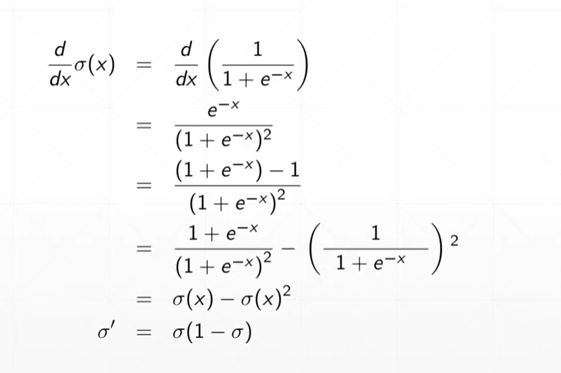 d/dx σ(x) = d/dx (1/(1 + e^−x))
= e^−x/(1 + e^−x)^2
= ((1 + e^−x) − 1)/(1 + e^−x)^2
= (1 + e^−x)/(1 + e^−x)^2 − (1/(1 + e^−x))^2
= σ(x) − σ(x)^2
σ′ = σ(1 − σ)